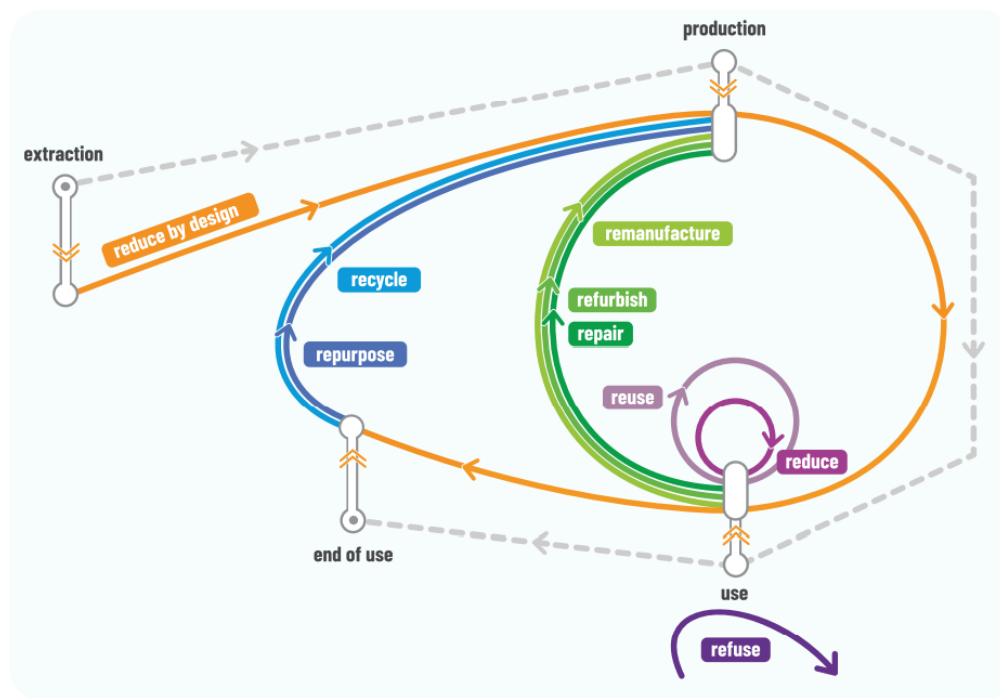 production
extraction
reduce by design
remanufacture
recycle
refurbish
repair
repurpose
reuse
reduce
end of use
use
refuse